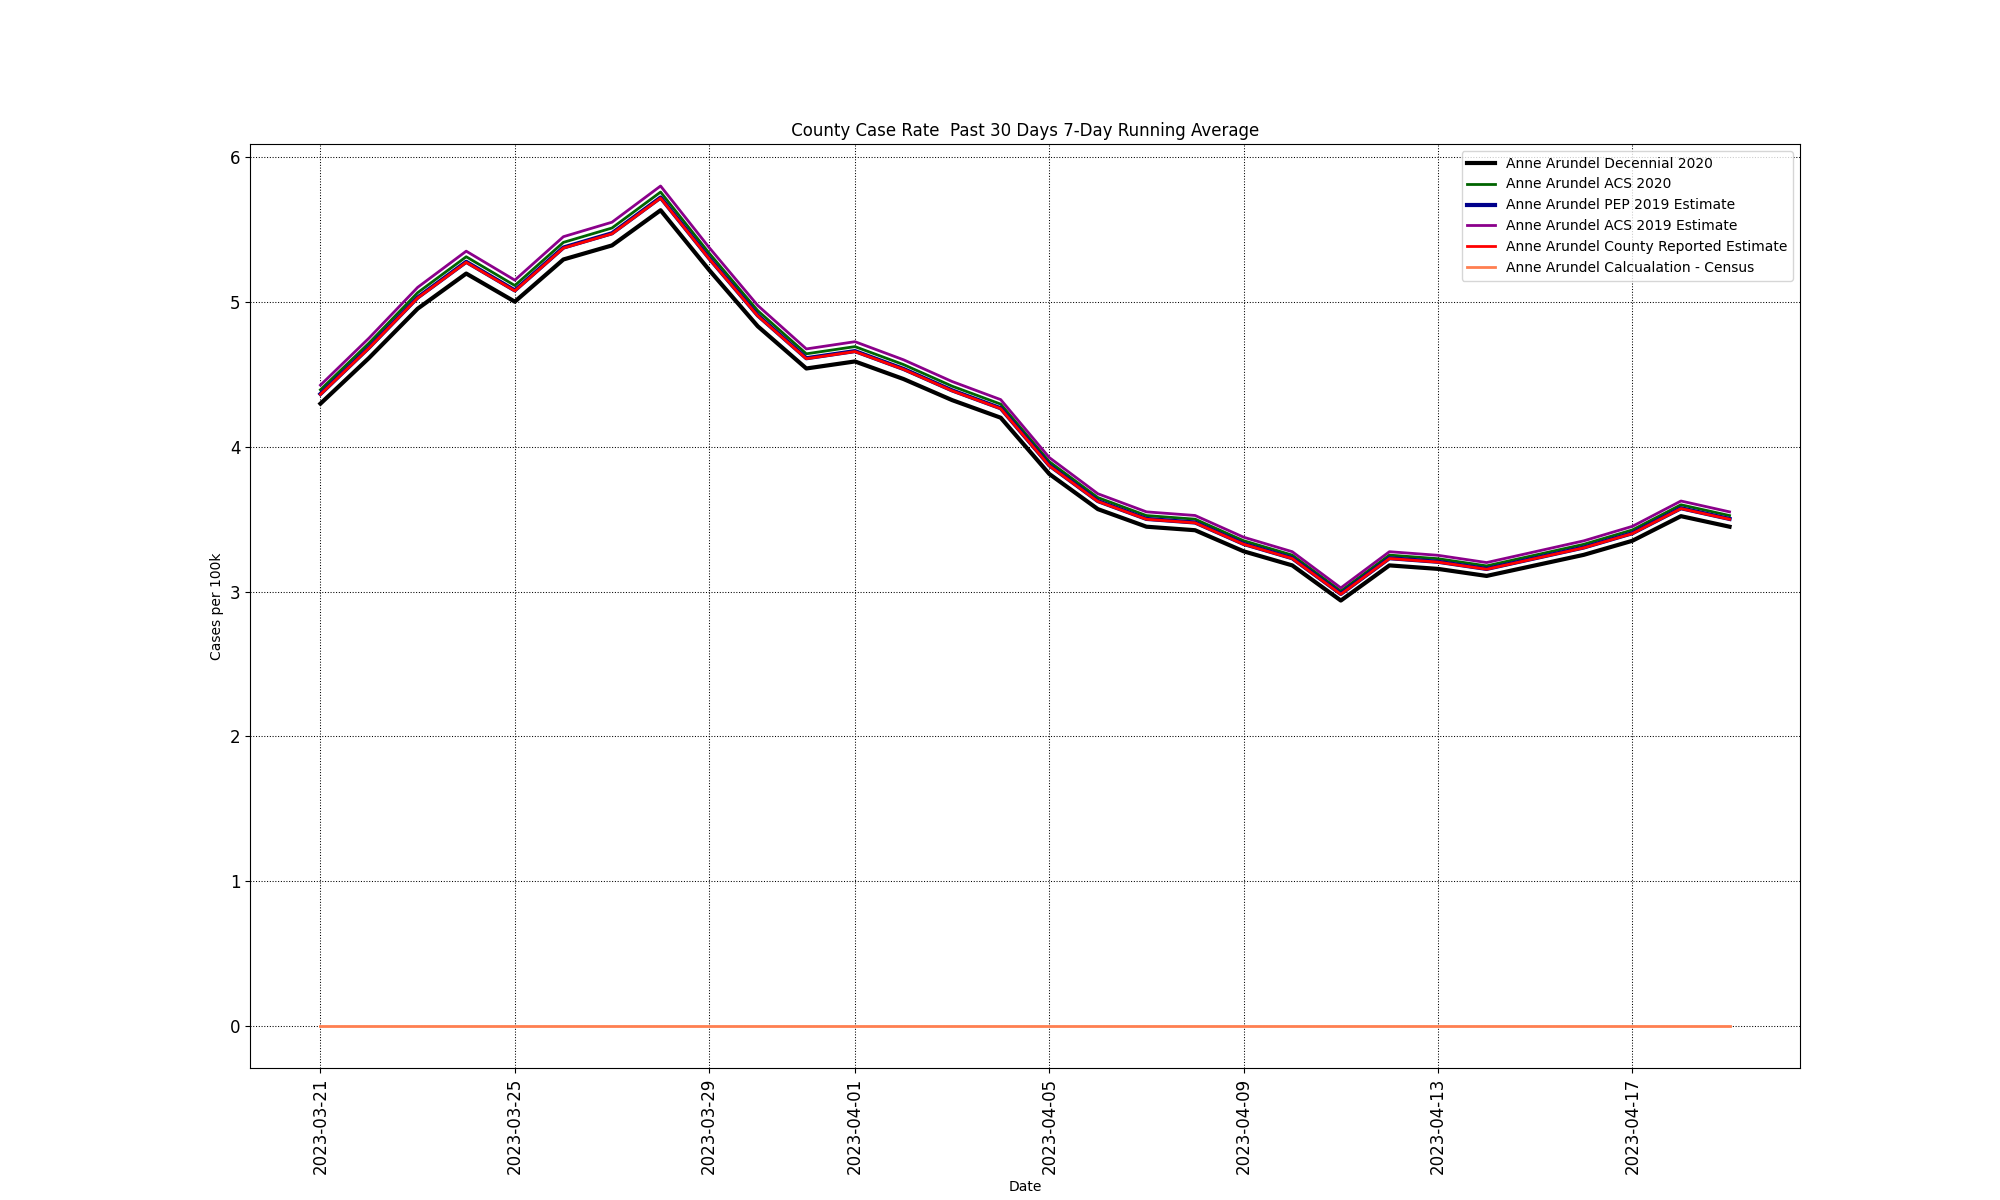 County Case Rate  Past 30 Days 7-Day Running Average
Anne Arundel Decennial 2020
Anne Arundel ACS 2020
Anne Arundel PEP 2019 Estimate
Anne Arundel ACS 2019 Estimate
Anne Arundel County Reported Estimate
Anne Arundel Calcualation - Census
6
5
4
3
2
1
0
Cases per 100k
2023-03-21
2023-03-25
2023-03-29
2023-04-01
2023-04-05
2023-04-09
2023-04-13
2023-04-17
Date